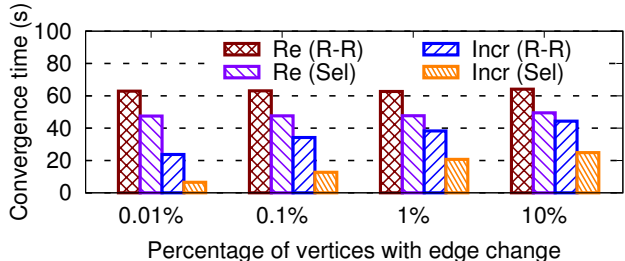 Convergence time (s)
100
80
60
40
20
0
Re (R-R)
Incr (R-R)
Re (Sel)
Incr (Sel)
0.01%
0.1%
1%
10%
Percentage of vertices with edge change